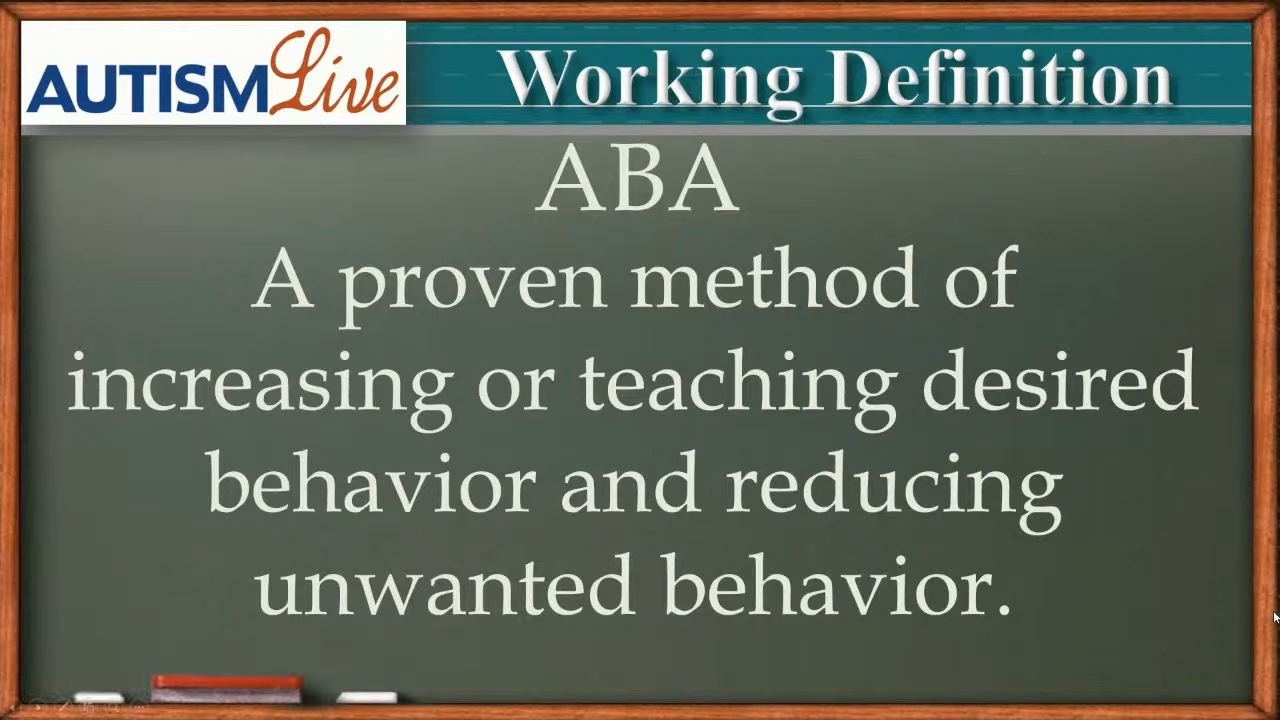 AUTISM Live
Working Definition
ABA
A proven method of
increasing or teaching desired
behavior and reducing
unwanted behavior.